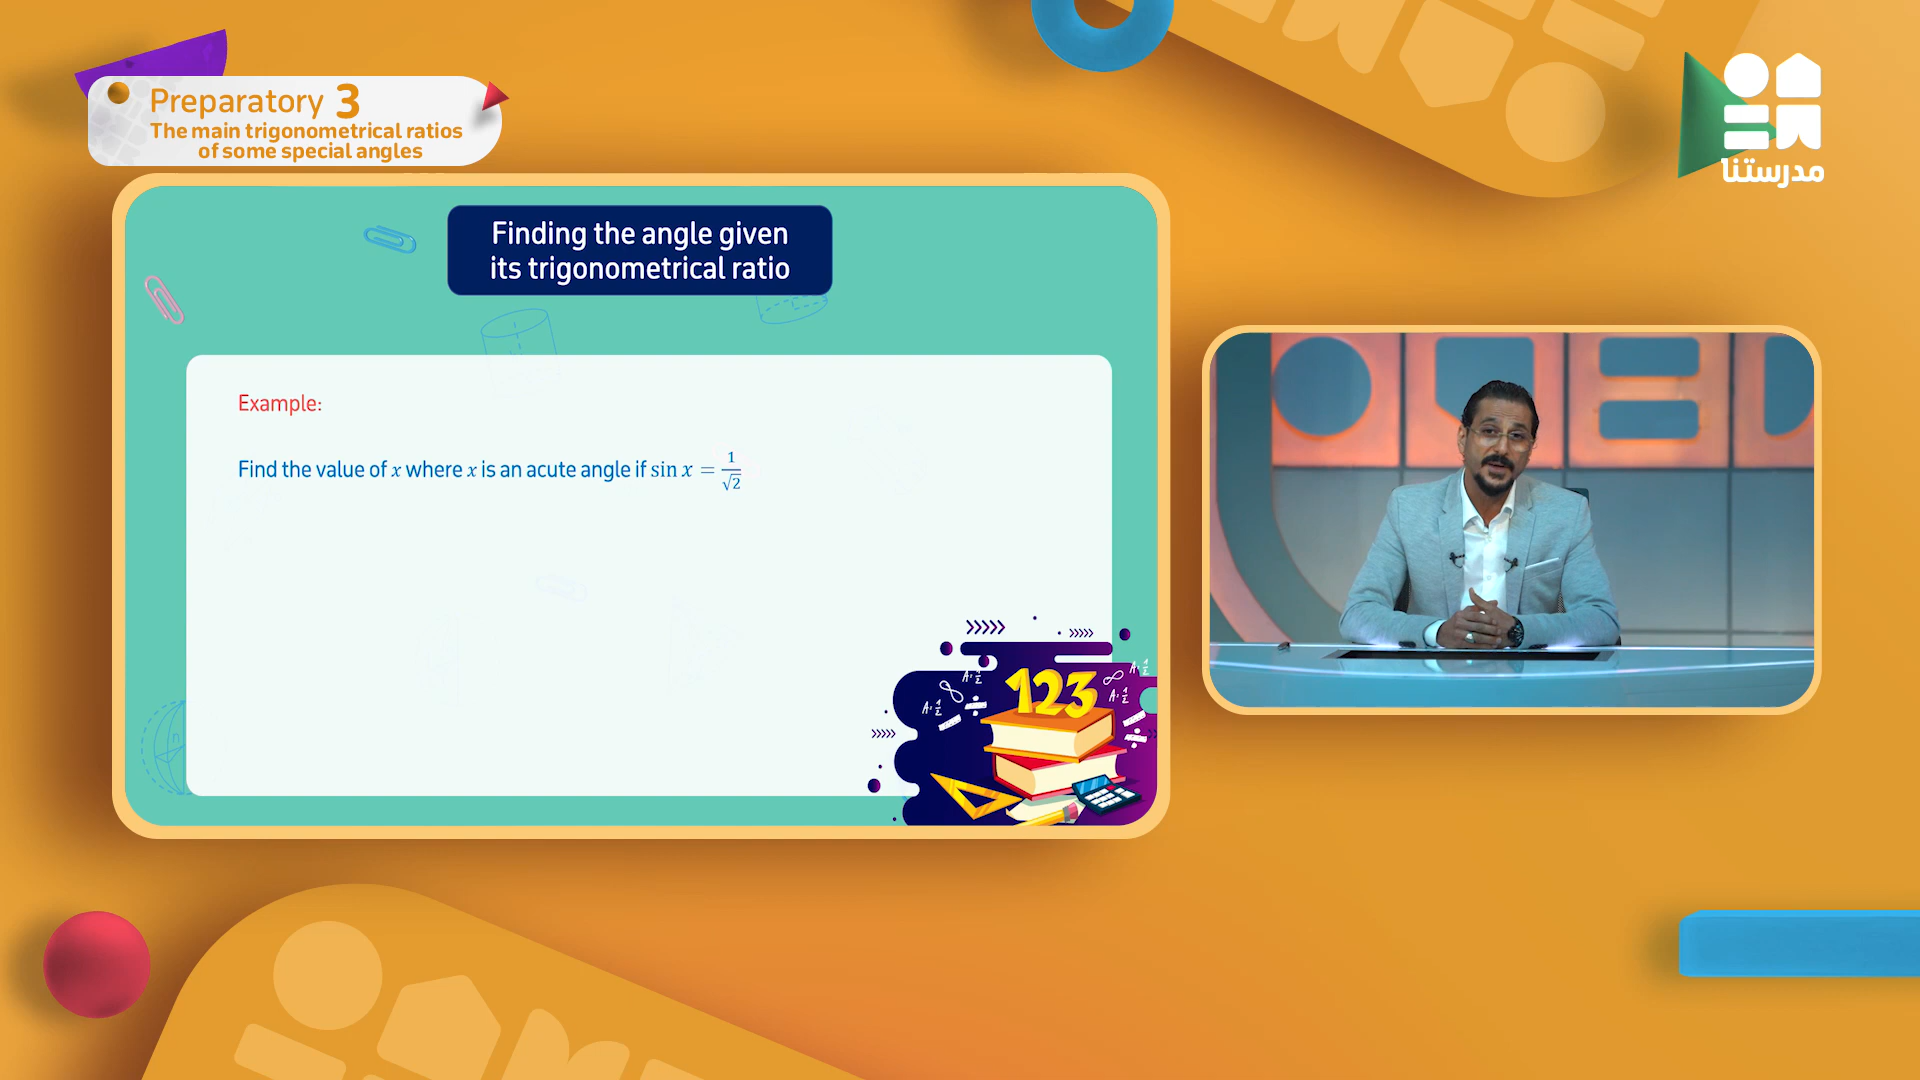 Preparatory 3
The main trigonometrical ratios
of some special angles
مدرستنا
Finding the angle given
its trigonometrical ratio
Example:
Find the value of x where x is an acute angle if sin x = 1/√2
123